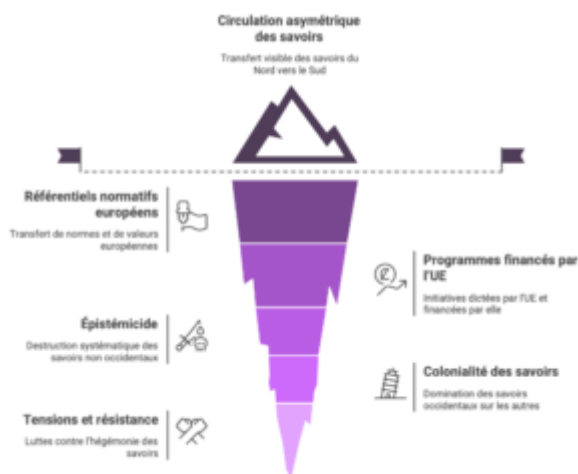 Circulation asymétrique
des savoirs
Transfert visible des savoirs du
Nord vers le Sud
Référentiels normatifs
européens
Transfert de normes et de valeurs
européennes
Programmes financés par
l'UE
Initiatives dictées par l'UE et
financées par elle
Épistémicide
Destruction systématique des
savoirs non occidentaux
Colonialité des savoirs
Domination des savoirs
occidentaux sur les autres
Tensions et résistance
Luttes contre l'hégémonie des
savoirs